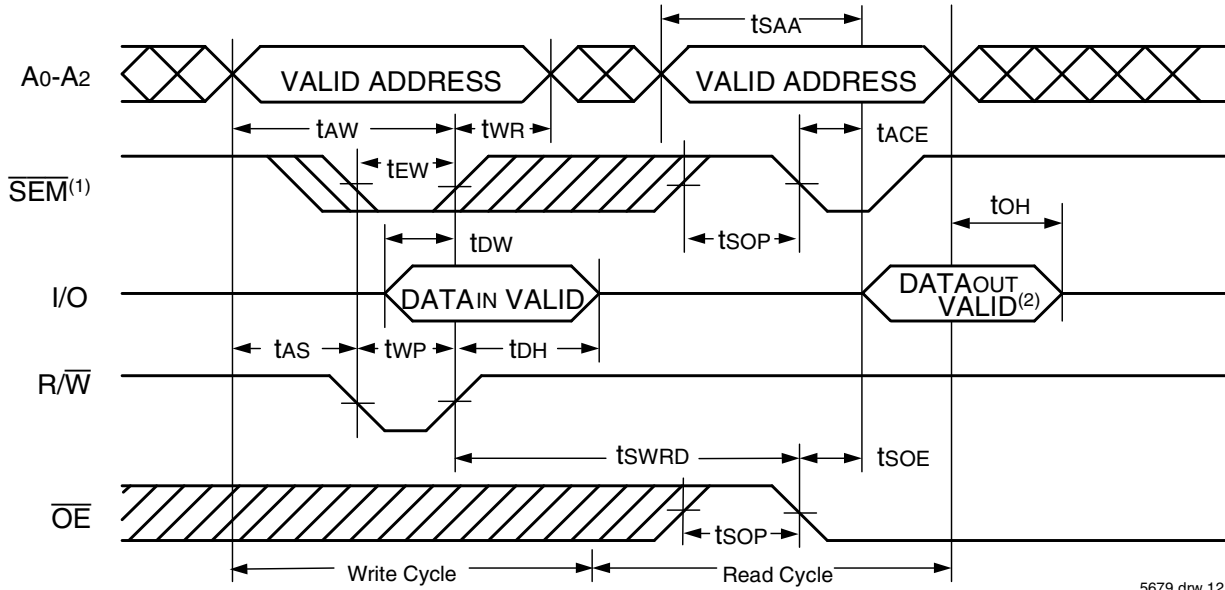 tSAA
A0-A2
VALID ADDRESS
VALID ADDRESS
tAW
tWR
tACE
tEW
SEM(1)
tOH
tSOP
tDW
I/O
DATAIN VALID
DATAOUT
VALID(2)
tAS
tWP
tDH
R/W
tSWRD
tSOE
OE
tSOP
Write Cycle
Read Cycle
5679 drw 12